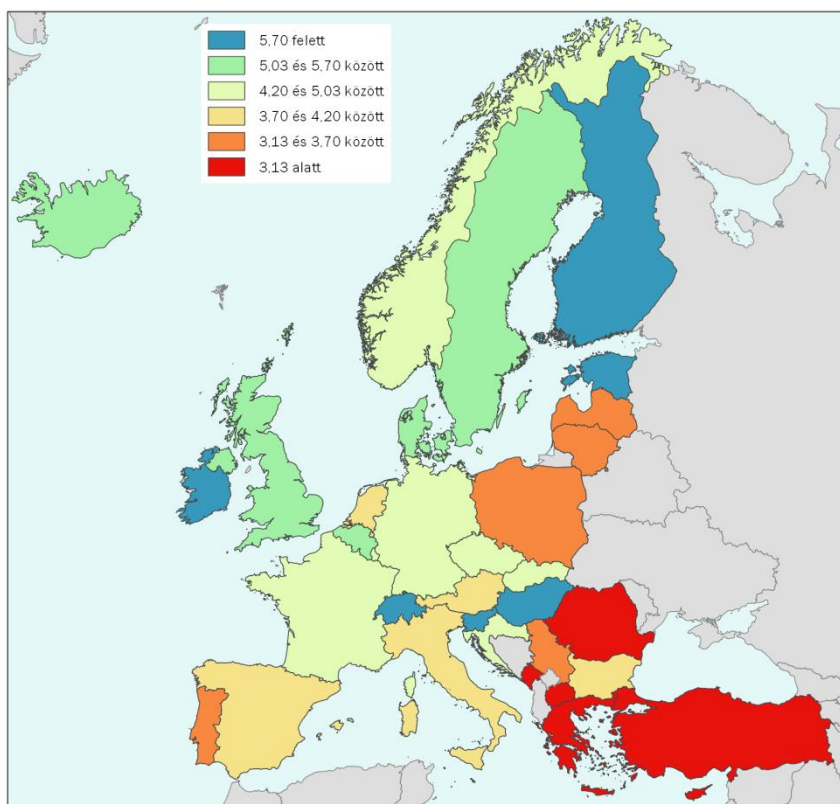 5,70 felett
5,03 és 5,70 között
4,20 és 5,03 között
3,70 és 4,20 között
3,13 és 3,70 között
3,13 alatt